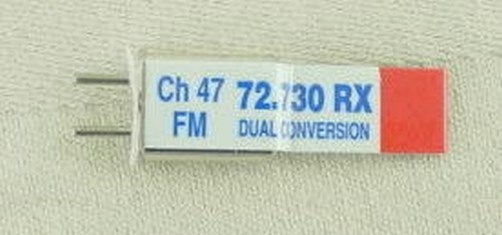 Ch 47 72.730 RX
FM DUAL CONVERSION